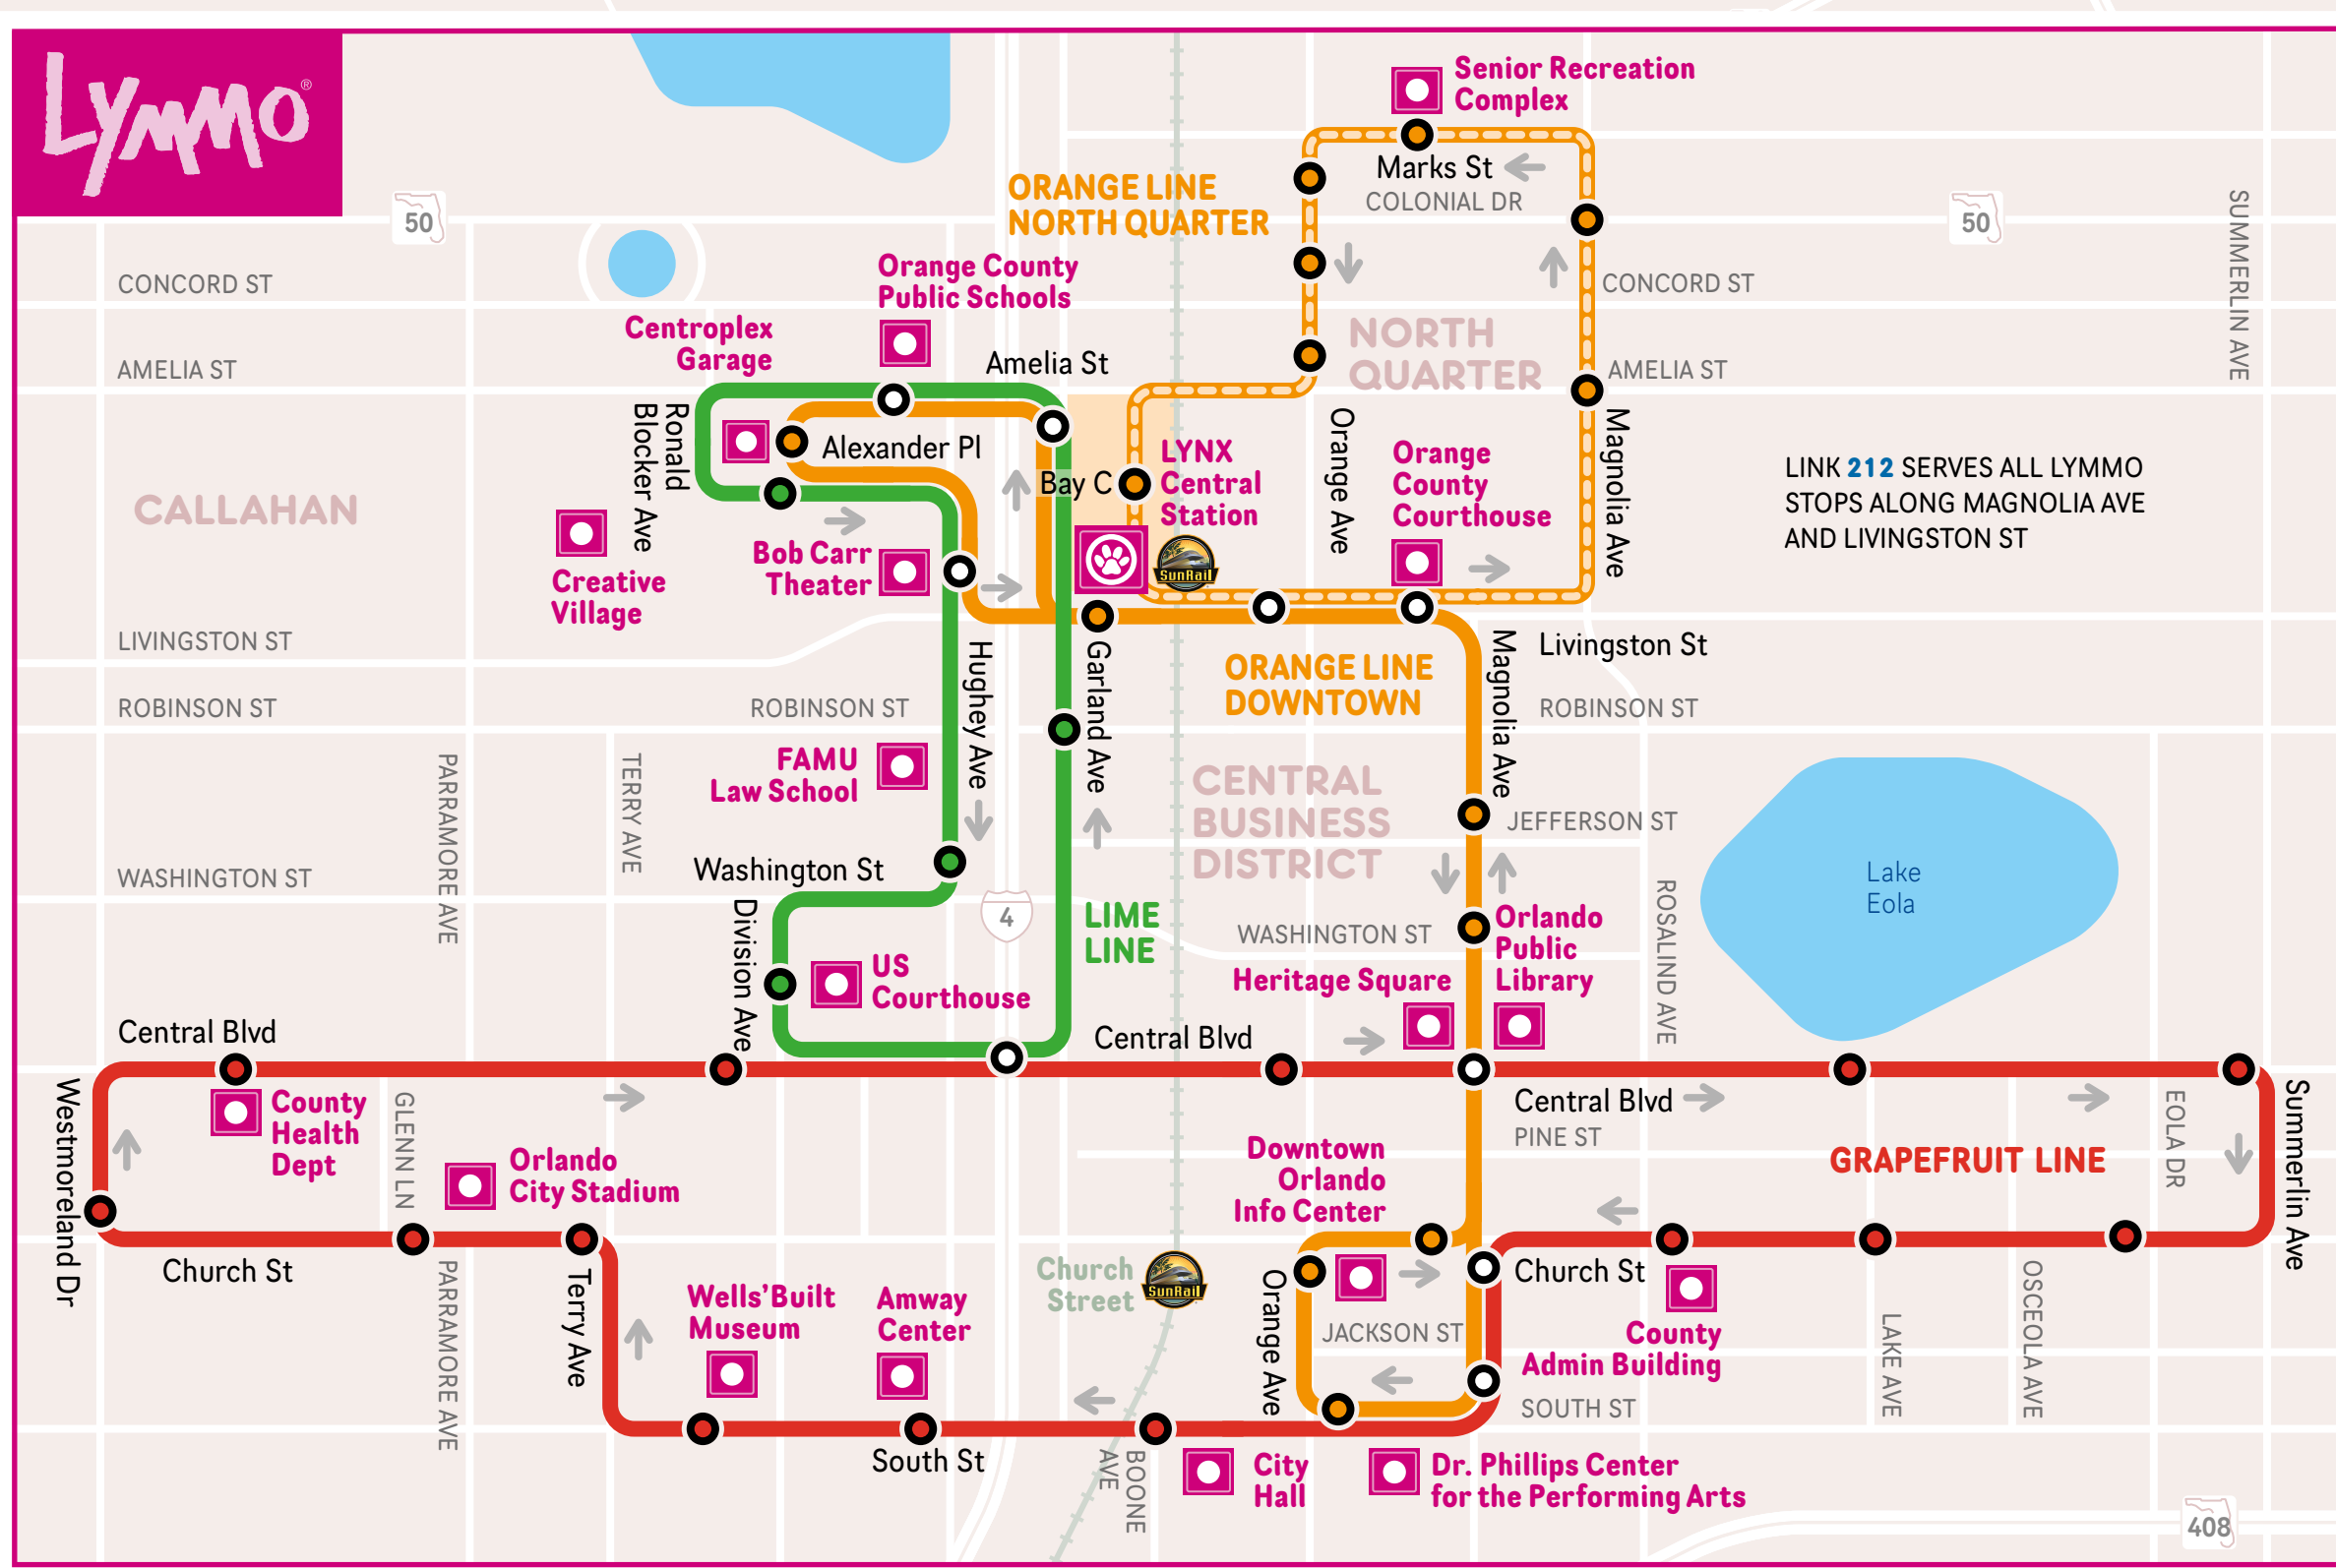 LYMMO®
Senior Recreation
Complex
Marks St
COLONIAL DR
ORANGE LINE
NORTH QUARTER
50
50
SUMMERLIN AVE
CONCORD ST
Orange County
Public Schools
CONCORD ST
Centroplex
Garage
NORTH
QUARTER
AMELIA ST
Amelia St
AMELIA ST
Ronald
Blocker Ave
Alexander Pl
Bay C
LYNX
Central
Station
Orange Ave
Orange
County
Courthouse
Magnolia Ave
LINK 212 SERVES ALL LYMMO
STOPS ALONG MAGNOLIA AVE
AND LIVINGSTON ST
CALLAHAN
Creative
Village
Bob Carr
Theater
SunRail
LIVINGSTON ST
Hughey Ave
Garland Ave
ORANGE LINE
DOWNTOWN
Magnolia Ave
Livingston St
ROBINSON ST
ROBINSON ST
ROBINSON ST
PARRAMORE AVE
TERRY AVE
FAMU
Law School
CENTRAL
BUSINESS
DISTRICT
JEFFERSON ST
WASHINGTON ST
Washington St
Lake
Eola
Division Ave
4
LIME
LINE
WASHINGTON ST
Orlando
Public
Library
ROSALIND AVE
US
Courthouse
Heritage Square
Central Blvd
Central Blvd
Westmoreland Dr
County
Health
Dept
GLENN LN
Orlando
City Stadium
Central Blvd
PINE ST
GRAPEFRUIT LINE
EOLA DR
Summerlin Ave
Downtown
Orlando
Info Center
Church St
PARRAMORE AVE
Terry Ave
Wells'Built
Museum
Amway
Center
Church
Street
SunRail
Orange Ave
JACKSON ST
Church St
County
Admin Building
LAKE AVE
OSCEOLA AVE
SOUTH ST
South St
BOONE
AVE
City
Hall
Dr. Phillips Center
for the Performing Arts
408